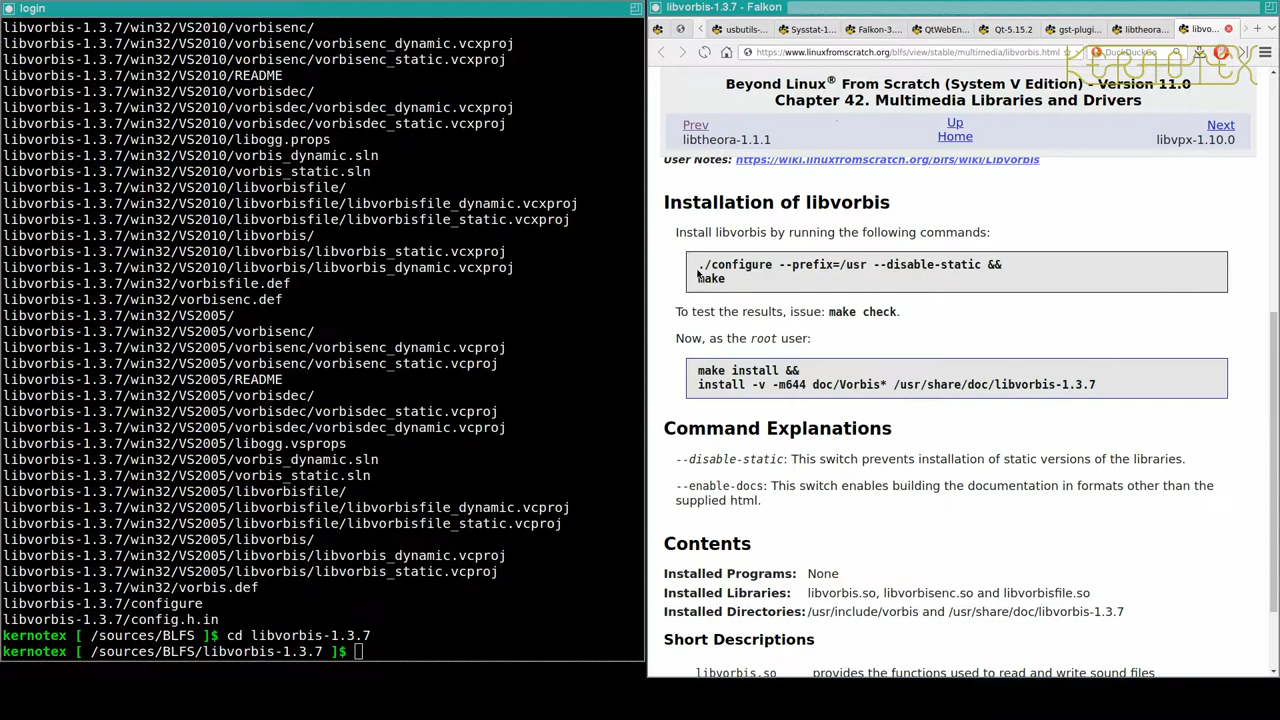 login
libvorbis-1.3.7/win32/VS2010/vorbisenc/
libvorbis-1.3.7/win32/VS2010/vorbisenc/vorbisenc_dynamic.vcxproj
libvorbis-1.3.7/win32/VS2010/vorbisenc/vorbisenc_static.vcxproj
libvorbis-1.3.7/win32/VS2010/README
libvorbis-1.3.7/win32/VS2010/vorbisdec/
libvorbis-1.3.7/win32/VS2010/vorbisdec/vorbisdec_dynamic.vcxproj
libvorbis-1.3.7/win32/VS2010/vorbisdec/vorbisdec_static.vcxproj
libvorbis-1.3.7/win32/VS2010/libogg.props
libvorbis-1.3.7/win32/VS2010/vorbis_dynamic.sln
libvorbis-1.3.7/win32/VS2010/vorbis_static.sln
libvorbis-1.3.7/win32/VS2010/libvorbisfile/
libvorbis-1.3.7/win32/VS2010/libvorbisfile/libvorbisfile_dynamic.vcxproj
libvorbis-1.3.7/win32/VS2010/libvorbisfile/libvorbisfile_static.vcxproj
libvorbis-1.3.7/win32/VS2010/libvorbis/
libvorbis-1.3.7/win32/VS2010/libvorbis/libvorbis_static.vcxproj
libvorbis-1.3.7/win32/VS2010/libvorbis/libvorbis_dynamic.vcxproj
libvorbis-1.3.7/win32/vorbisfile.def
libvorbis-1.3.7/win32/vorbisenc.def
libvorbis-1.3.7/win32/VS2005/
libvorbis-1.3.7/win32/VS2005/vorbisenc/
libvorbis-1.3.7/win32/VS2005/vorbisenc/vorbisenc_dynamic.vcproj
libvorbis-1.3.7/win32/VS2005/vorbisenc/vorbisenc_static.vcproj
libvorbis-1.3.7/win32/VS2005/README
libvorbis-1.3.7/win32/VS2005/vorbisdec/
libvorbis-1.3.7/win32/VS2005/vorbisdec/vorbisdec_static.vcproj
libvorbis-1.3.7/win32/VS2005/vorbisdec/vorbisdec_dynamic.vcproj
libvorbis-1.3.7/win32/VS2005/libogg.vsprops
libvorbis-1.3.7/win32/VS2005/vorbis_dynamic.sln
libvorbis-1.3.7/win32/VS2005/vorbis_static.sln
libvorbis-1.3.7/win32/VS2005/libvorbisfile/
libvorbis-1.3.7/win32/VS2005/libvorbisfile/libvorbisfile_dynamic.vcproj
libvorbis-1.3.7/win32/VS2005/libvorbisfile/libvorbisfile_static.vcproj
libvorbis-1.3.7/win32/VS2005/libvorbis/
libvorbis-1.3.7/win32/VS2005/libvorbis/libvorbis_dynamic.vcproj
libvorbis-1.3.7/win32/VS2005/libvorbis/libvorbis_static.vcproj
libvorbis-1.3.7/win32/vorbis.def
libvorbis-1.3.7/configure
libvorbis-1.3.7/config.h.in
kernotex [ /sources/BLFS ]$ cd libvorbis-1.3.7
kernotex [ /sources/BLFS/libvorbis-1.3.7 ]$
libvorbis-1.3.7 - Falkon
usbutils-... Sysstat-1... Falkon-3.... QtWebEn... Qt-5.15.2 gst-plugi... libtheora... libvo...
https://www.linuxfromscratch.org/blfs/view/stable/multimedia/libvorbis.html DuckDuckGo
KERNOTEX
Beyond Linux® From Scratch (System V Edition) - Version 11.0
Chapter 42. Multimedia Libraries and Drivers
Prev Up Next
libtheora-1.1.1 Home libvpx-1.10.0
User Notes: https://wiki.linuxfromscratch.org/blfs/wiki/Libvorbis
Installation of libvorbis
Install libvorbis by running the following commands:
./configure --prefix=/usr --disable-static &&
make
To test the results, issue: make check.
Now, as the root user:
make install &&
install -v -m644 doc/Vorbis* /usr/share/doc/libvorbis-1.3.7
Command Explanations
--disable-static: This switch prevents installation of static versions of the libraries.
--enable-docs: This switch enables building the documentation in formats other than the
supplied html.
Contents
Installed Programs: None
Installed Libraries: libvorbis.so, libvorbisenc.so and libvorbisfile.so
Installed Directories: /usr/include/vorbis and /usr/share/doc/libvorbis-1.3.7
Short Descriptions
libvorbis.so provides the functions used to read and write sound files